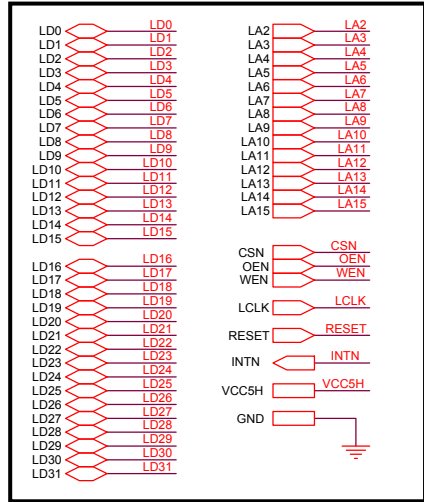 LD0 LD0
LD1 LD1
LD2 LD2
LD3 LD3
LD4 LD4
LD5 LD5
LD6 LD6
LD7 LD7
LD8 LD8
LD9 LD9
LD10 LD10
LD11 LD11
LD12 LD12
LD13 LD13
LD14 LD14
LD15 LD15
LD16 LD16
LD17 LD17
LD18 LD18
LD19 LD19
LD20 LD20
LD21 LD21
LD22 LD22
LD23 LD23
LD24 LD24
LD25 LD25
LD26 LD26
LD27 LD27
LD28 LD28
LD29 LD29
LD30 LD30
LD31 LD31
LA2 LA2
LA3 LA3
LA4 LA4
LA5 LA5
LA6 LA6
LA7 LA7
LA8 LA8
LA9 LA9
LA10 LA10
LA11 LA11
LA12 LA12
LA13 LA13
LA14 LA14
LA15 LA15
CSN CSN
OEN OEN
WEN WEN
LCLK LCLK
RESET RESET
INTN INTN
VCC5H VCC5H
GND